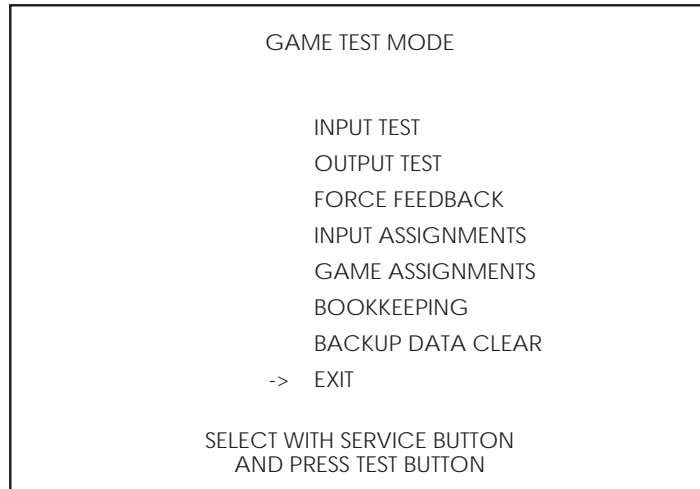 GAME TEST MODE
INPUT TEST
OUTPUT TEST
FORCE FEEDBACK
INPUT ASSIGNMENTS
GAME ASSIGNMENTS
BOOKKEEPING
BACKUP DATA CLEAR
-> EXIT
SELECT WITH SERVICE BUTTON
AND PRESS TEST BUTTON